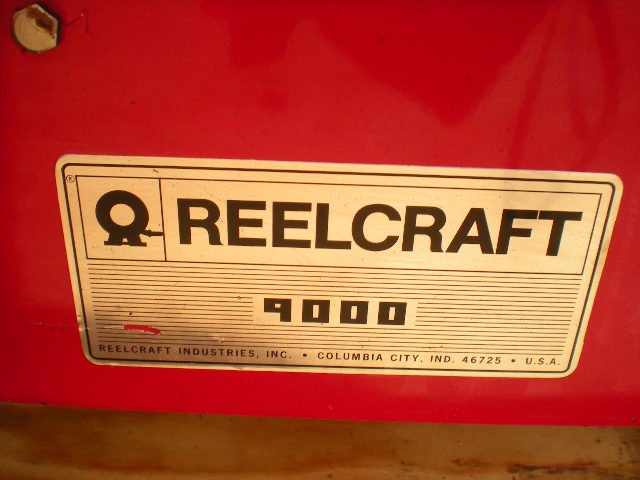 ®
REELCRAFT
9000
REELCRAFT INDUSTRIES, INC. • COLUMBIA CITY, IND. 46725 • U.S.A.